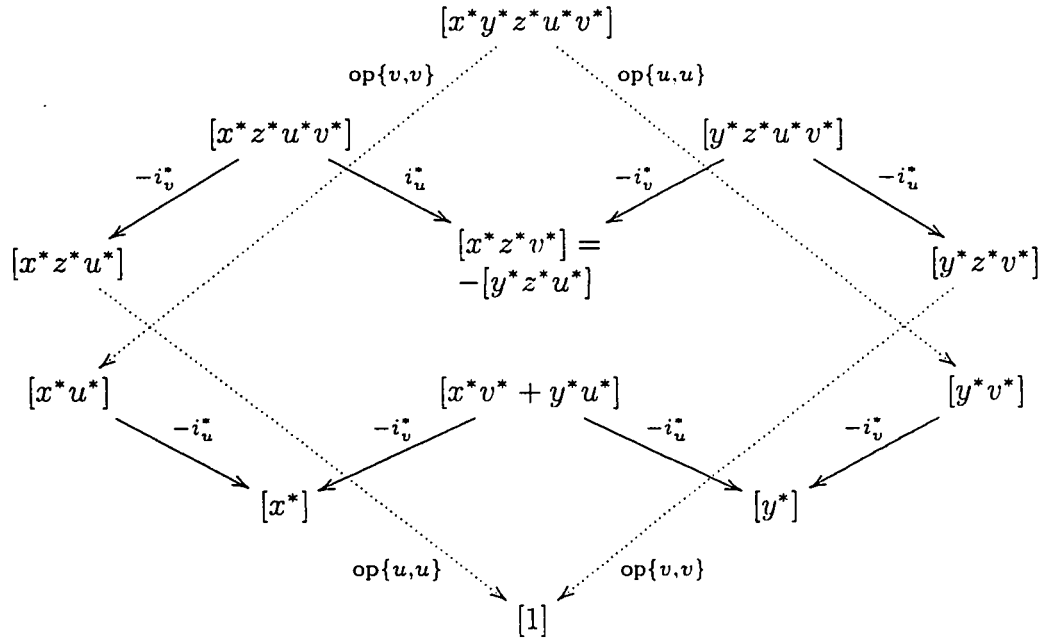 [x*y*z*u*v*]
op{v,v} op{u,u}
[x*z*u*v*] [y*z*u*v*]
−i*_v i*_u −i*_v −i*_u
[x*z*u*] [x*z*v*] = [y*z*v*]
−[y*z*u*]
[x*u*] [x*v* + y*u*] [y*v*]
−i*_u −i*_v −i*_u −i*_v
[x*] [y*]
op{u,u} op{v,v}
[1]